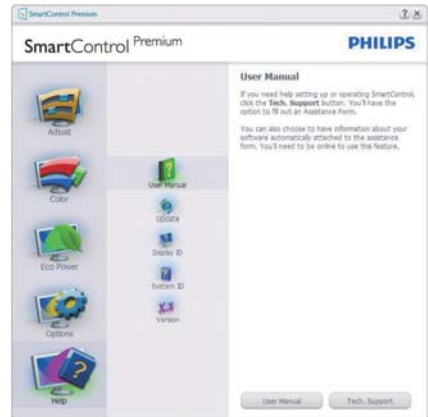 SmartControl Premium
SmartControl Premium
PHILIPS
Adjust
Color
Eco Power
Options
Help
User Manual
Update
Display ID
System ID
Version
User Manual
If you need help setting up or operating SmartControl,
click the Tech. Support button. You'll have the
option to fill out an Assistance Form.
You can also choose to have information about your
software automatically attached to the assistance
form. You'll need to be online to use this feature.
User Manual
Tech. Support